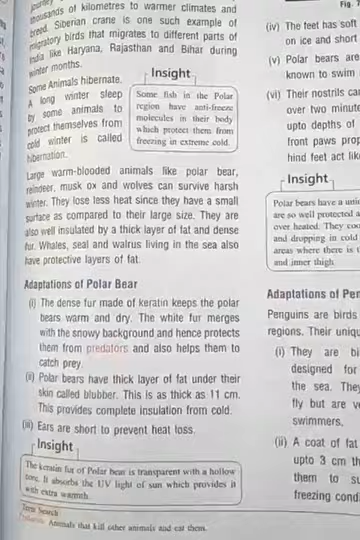 journey
thousands of kilometres to warmer climates and
breed. Siberian crane is one such example of
migratory birds that migrates to different parts of
India like Haryana, Rajasthan and Bihar during
winter months.
Some Animals hibernate.
A long winter sleep
by some animals to
protect themselves from
cold winter is called
hibernation.
Insight
Some fish in the Polar
region have anti-freeze
molecules in their body
which protect them from
freezing in extreme cold.
Large warm-blooded animals like polar bear,
reindeer, musk ox and wolves can survive harsh
winter. They lose less heat since they have a small
surface as compared to their large size. They are
also well insulated by a thick layer of fat and dense
fur. Whales, seal and walrus living in the sea also
have protective layers of fat.
Adaptations of Polar Bear
(i) The dense fur made of keratin keeps the polar
bears warm and dry. The white fur merges
with the snowy background and hence protects
them from predators and also helps them to
catch prey.
(ii) Polar bears have thick layer of fat under their
skin called blubber. This is as thick as 11 cm.
This provides complete insulation from cold.
(iii) Ears are short to prevent heat loss.
Insight
The keratin fur of Polar bear is transparent with a hollow
core. It absorbs the UV light of sun which provides it
with extra warmth.
Term Search
Predators Animals that kill other animals and eat them.
Fig. 7
(iv) The feet has soft
on ice and short
(v) Polar bears are
known to swim
(vi) Their nostrils ca
over two minute
upto depths of
front paws prop
hind feet act lik
Insight
Polar bears have a uni
are so well protected a
over heated. They coo
and dropping in cold
areas where there is
and inner thigh.
Adaptations of Pen
Penguins are birds
regions. Their uniqu
(i) They are bi
designed for
the sea. They
fly but are ve
swimmers.
(ii) A coat of fat
upto 3 cm th
them to su
freezing cond